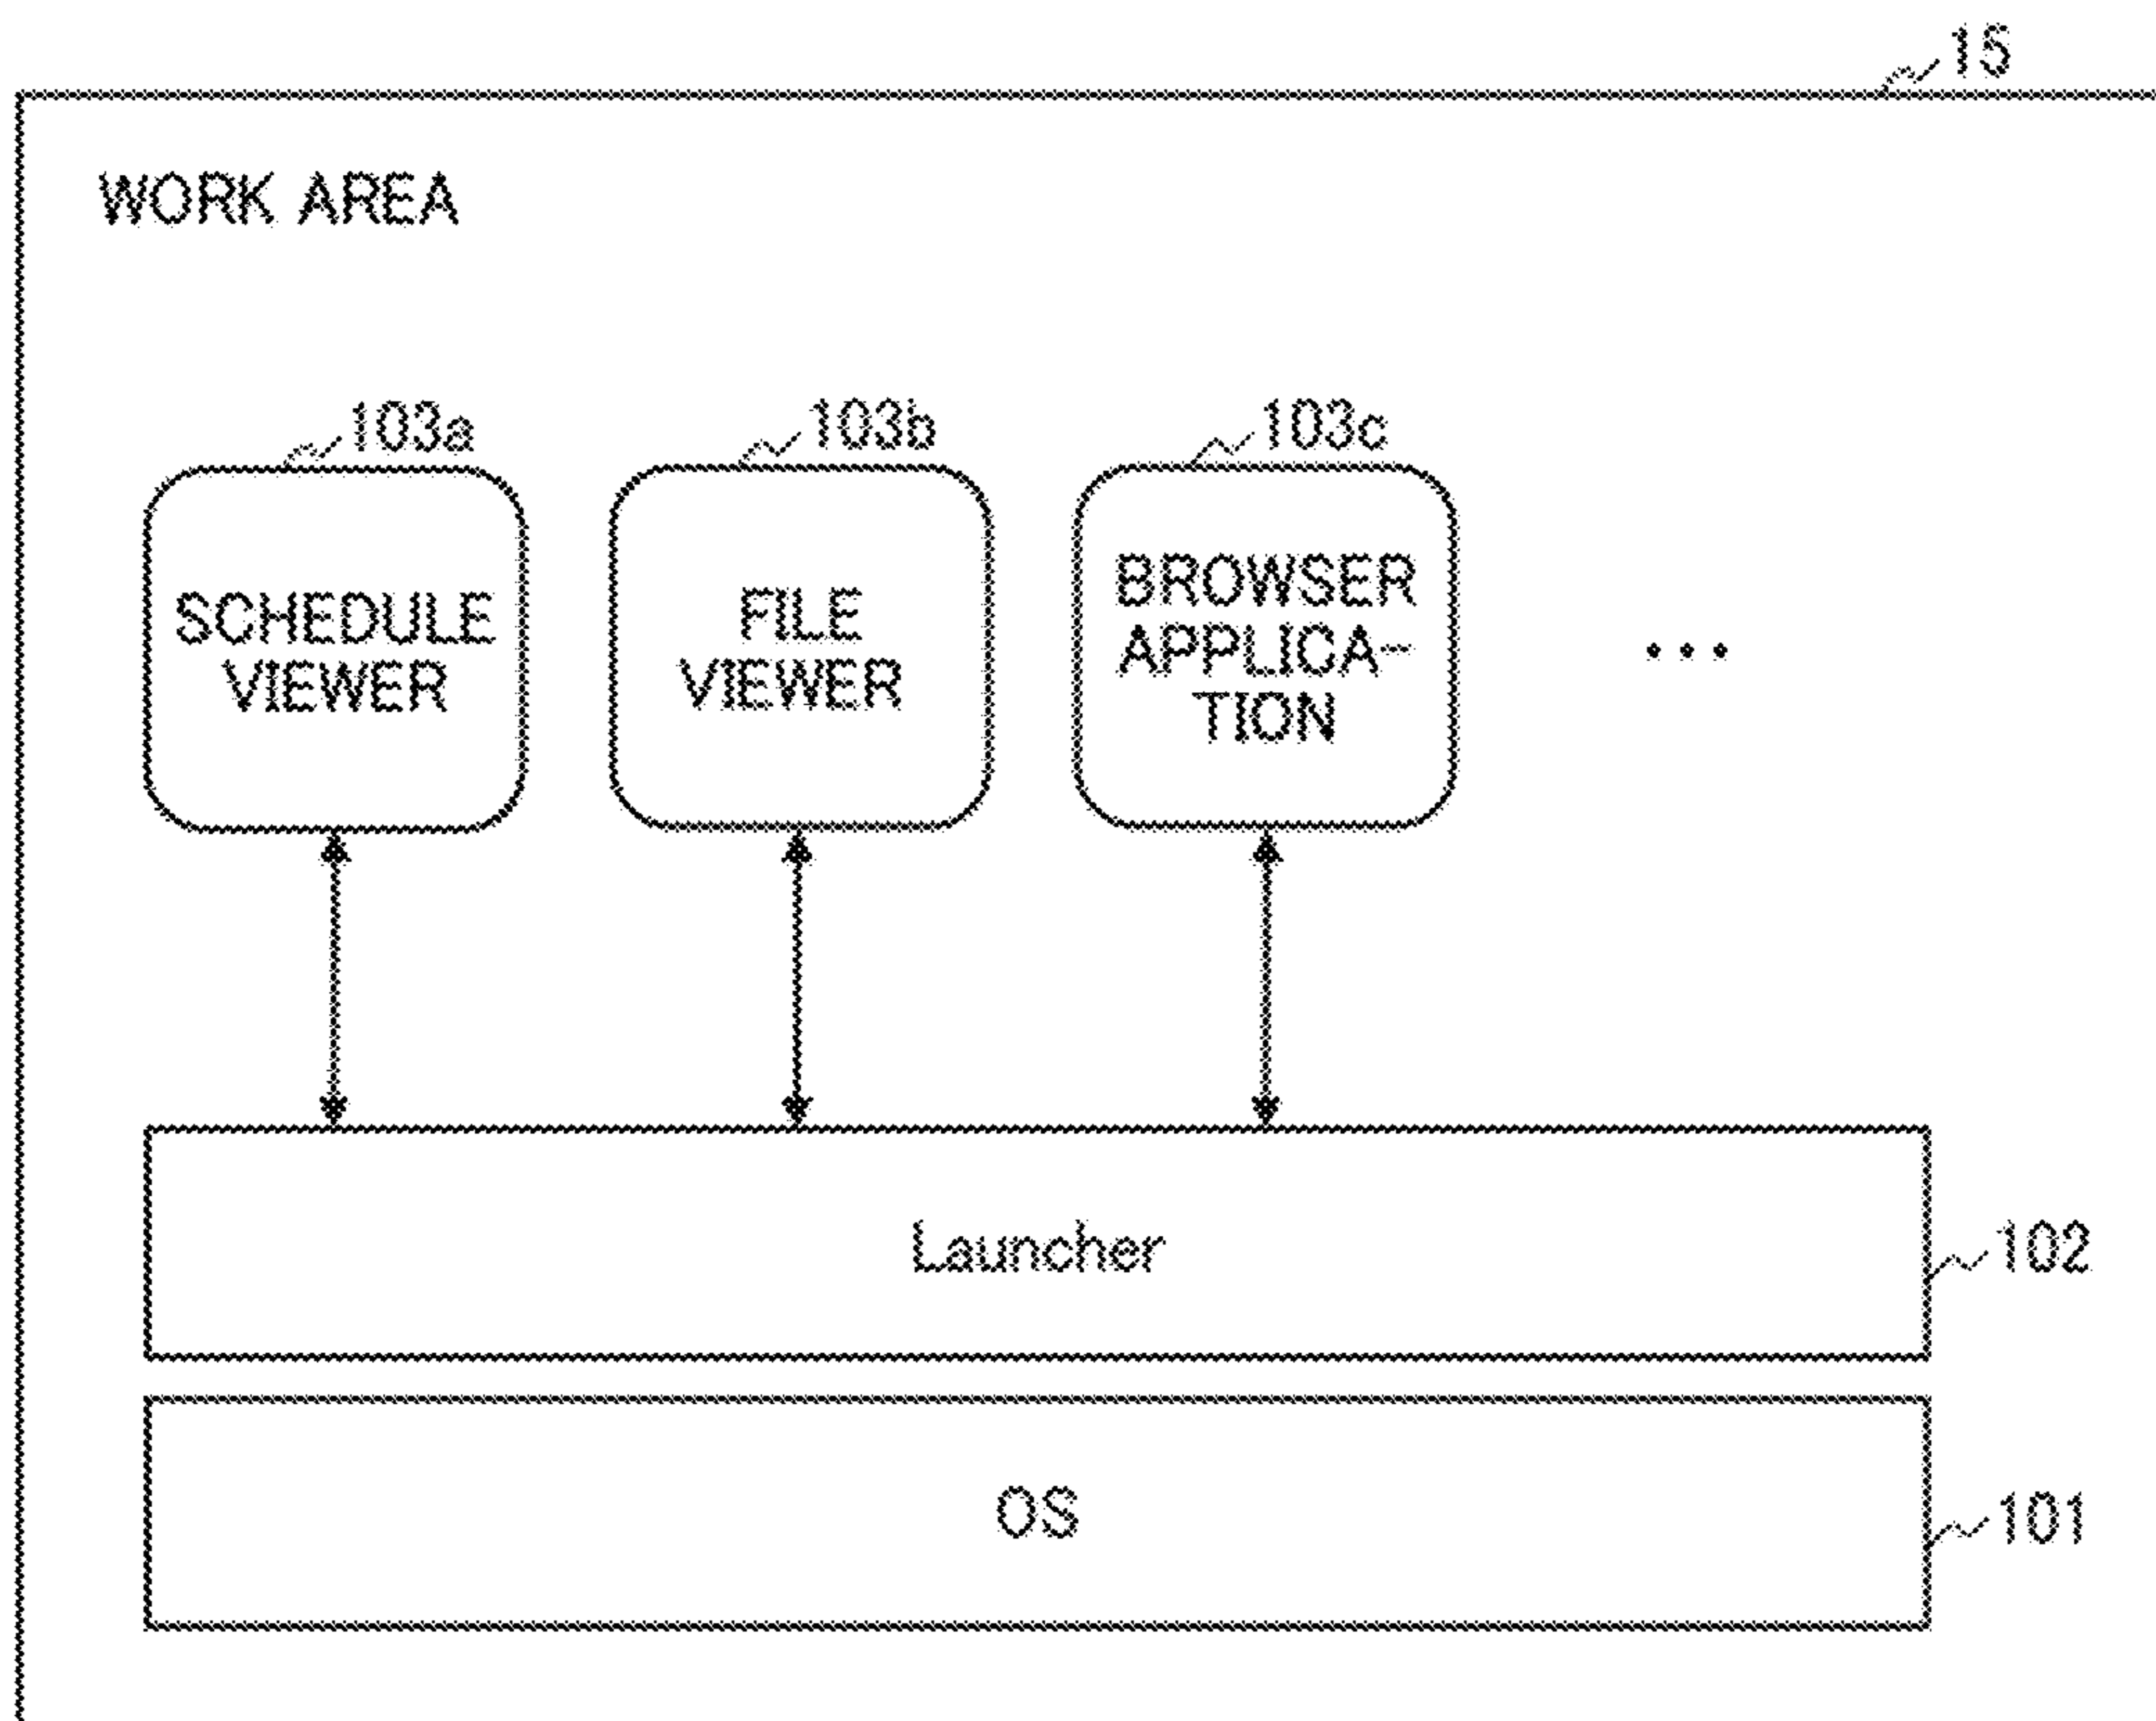 15
WORK AREA
103a
103b
103c
SCHEDULE
VIEWER
FILE
VIEWER
BROWSER
APPLICA-
TION
...
Launcher
102
OS
101